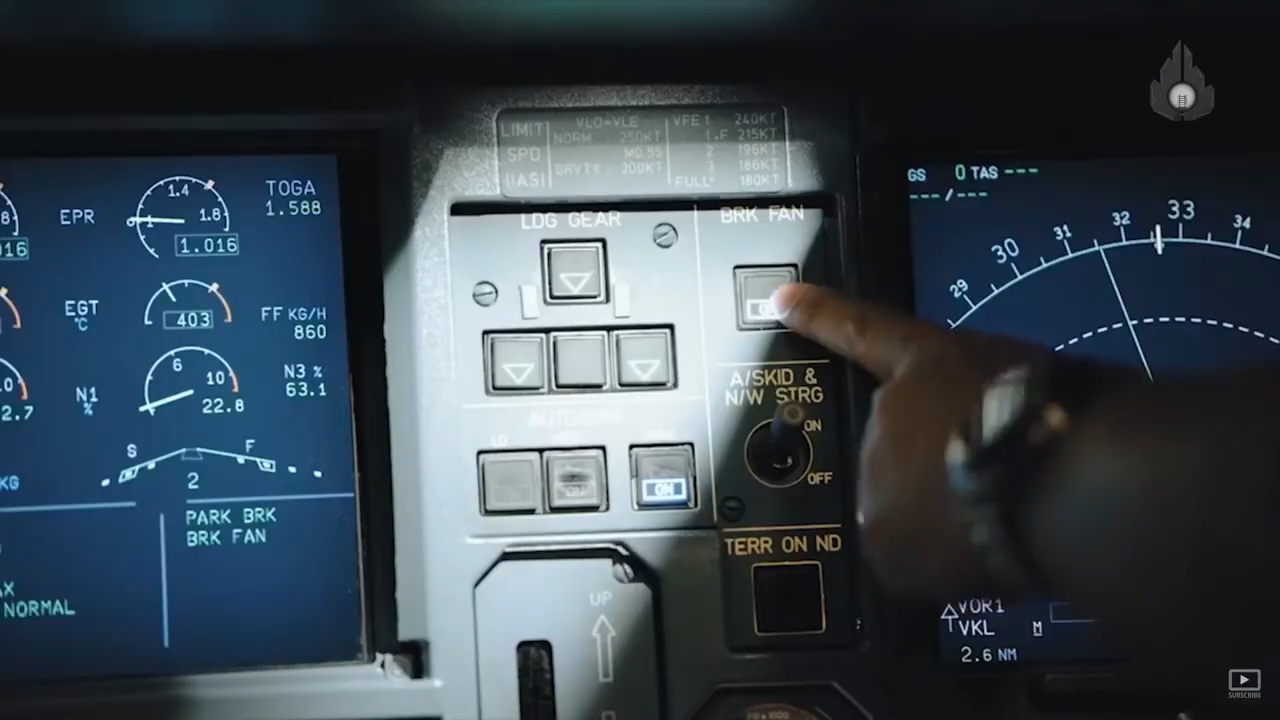 LIMIT
SPD
(IAS)
VLO-VLE
NORM 250KT
M0.55
GRVTY 200KT
VFE 1 240KT
1.F 215KT
2 196KT
3 186KT
FULL 180KT
16
EPR
1.4
1
1.8
1.016
TOGA
1.588
EGT
°C
403
FF KG/H
860
N1
%
6
10
22.8
2.7
N3 %
63.1
S
F
2
KG
PARK BRK
BRK FAN
NORMAL
LDG GEAR
BRK FAN
A/SKID &
N/W STRG
ON
OFF
ON
TERR ON ND
UP
GS 0 TAS ---
---/---
29
30
31
32
33
34
VOR1
VKL M
2.6 NM
SUBSCRIBE